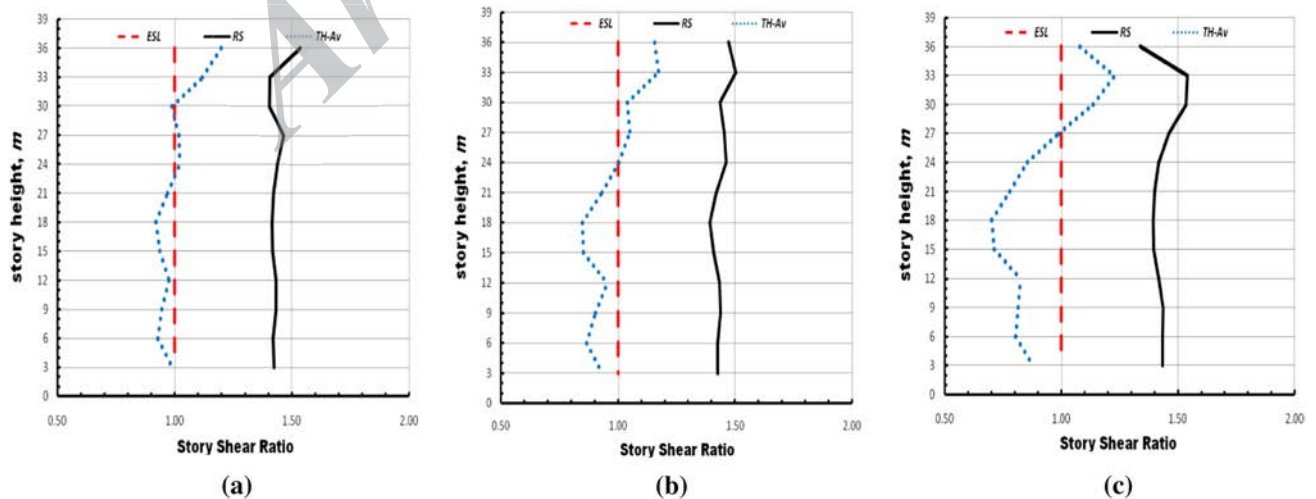 39
36
33
30
27
24
21
18
15
12
9
6
3
0
story height, m
ESL RS TH-Av
0.50 1.00 1.50 2.00
Story Shear Ratio
(a)
39
36
33
30
27
24
21
18
15
12
9
6
3
0
story height, m
ESL RS TH-Av
0.50 1.00 1.50 2.00
Story Shear Ratio
(b)
39
36
33
30
27
24
21
18
15
12
9
6
3
0
story height, m
ESL RS TH-Av
0.50 1.00 1.50 2.00
Story Shear Ratio
(c)